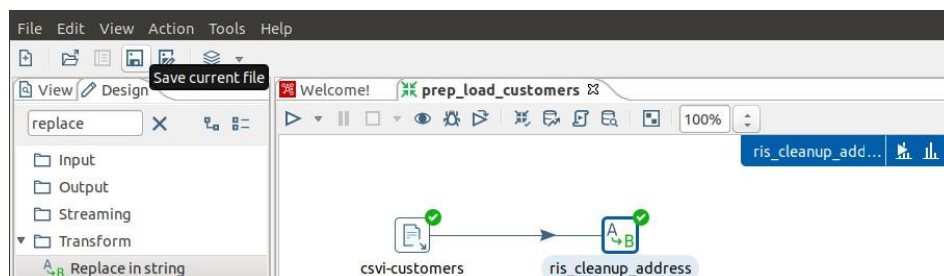 File Edit View Action Tools Help
Save current file
View Design
Welcome! prep_load_customers
replace
100%
ris_cleanup_add...
Input
Output
Streaming
Transform
A B Replace in string
A B
csvi-customers ris_cleanup_address